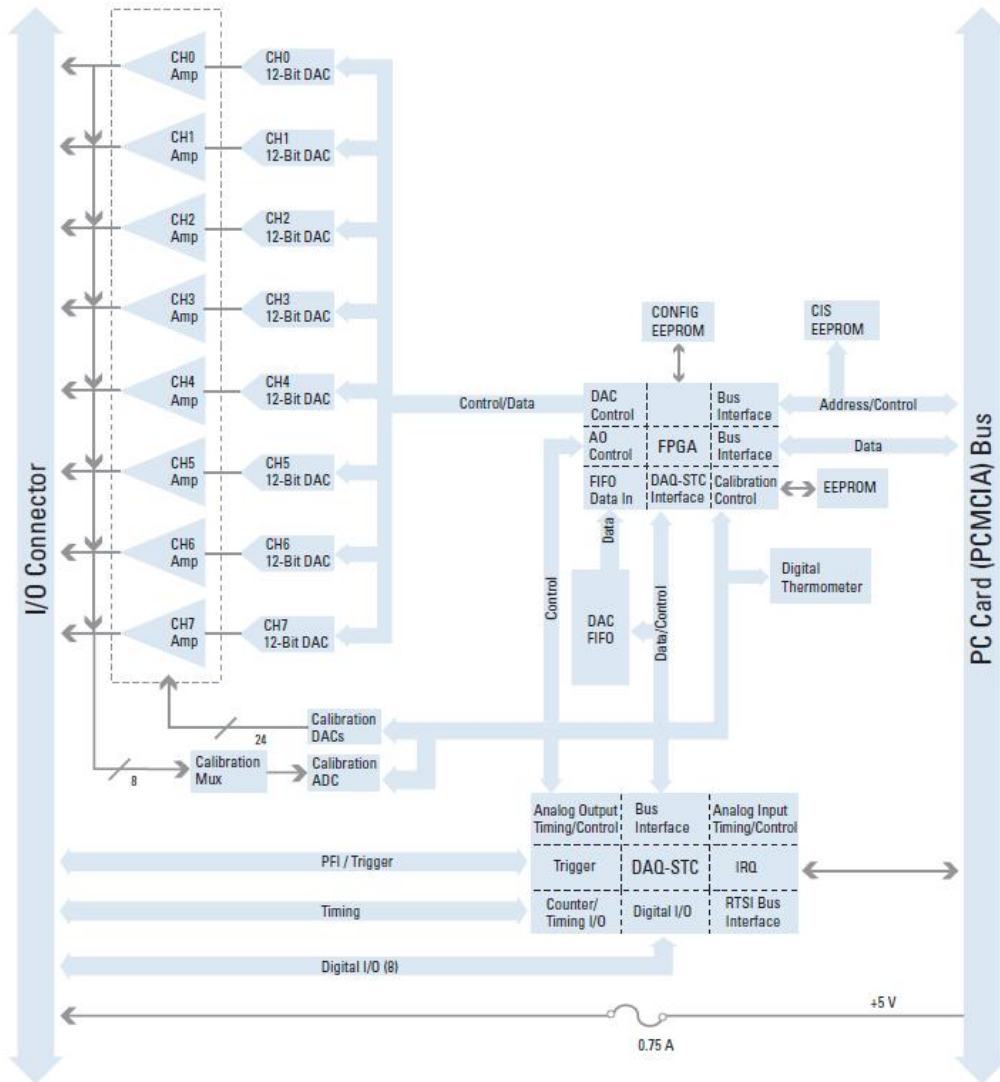 I/O Connector
CH0
Amp
CH0
12-Bit DAC
CH1
Amp
CH1
12-Bit DAC
CH2
Amp
CH2
12-Bit DAC
CH3
Amp
CH3
12-Bit DAC
CH4
Amp
CH4
12-Bit DAC
CH5
Amp
CH5
12-Bit DAC
CH6
Amp
CH6
12-Bit DAC
CH7
Amp
CH7
12-Bit DAC
24
Calibration
DACs
8
Calibration
Mux
Calibration
ADC
Control/Data
CONFIG
EEPROM
CIS
EEPROM
DAC
Control
Bus
Interface
AO
Control
FPGA
Bus
Interface
FIFO
Data In
DAQ-STC
Interface
Calibration
Control
Address/Control
Data
EEPROM
Data
Control
Data/Control
DAC
FIFO
Digital
Thermometer
Analog Output
Timing/Control
Bus
Interface
Analog Input
Timing/Control
Trigger
DAQ-STC
IRQ
Counter/
Timing I/O
Digital I/O
RTSI Bus
Interface
PFI / Trigger
Timing
Digital I/O (8)
+5 V
0.75 A
PC Card (PCMCIA) Bus